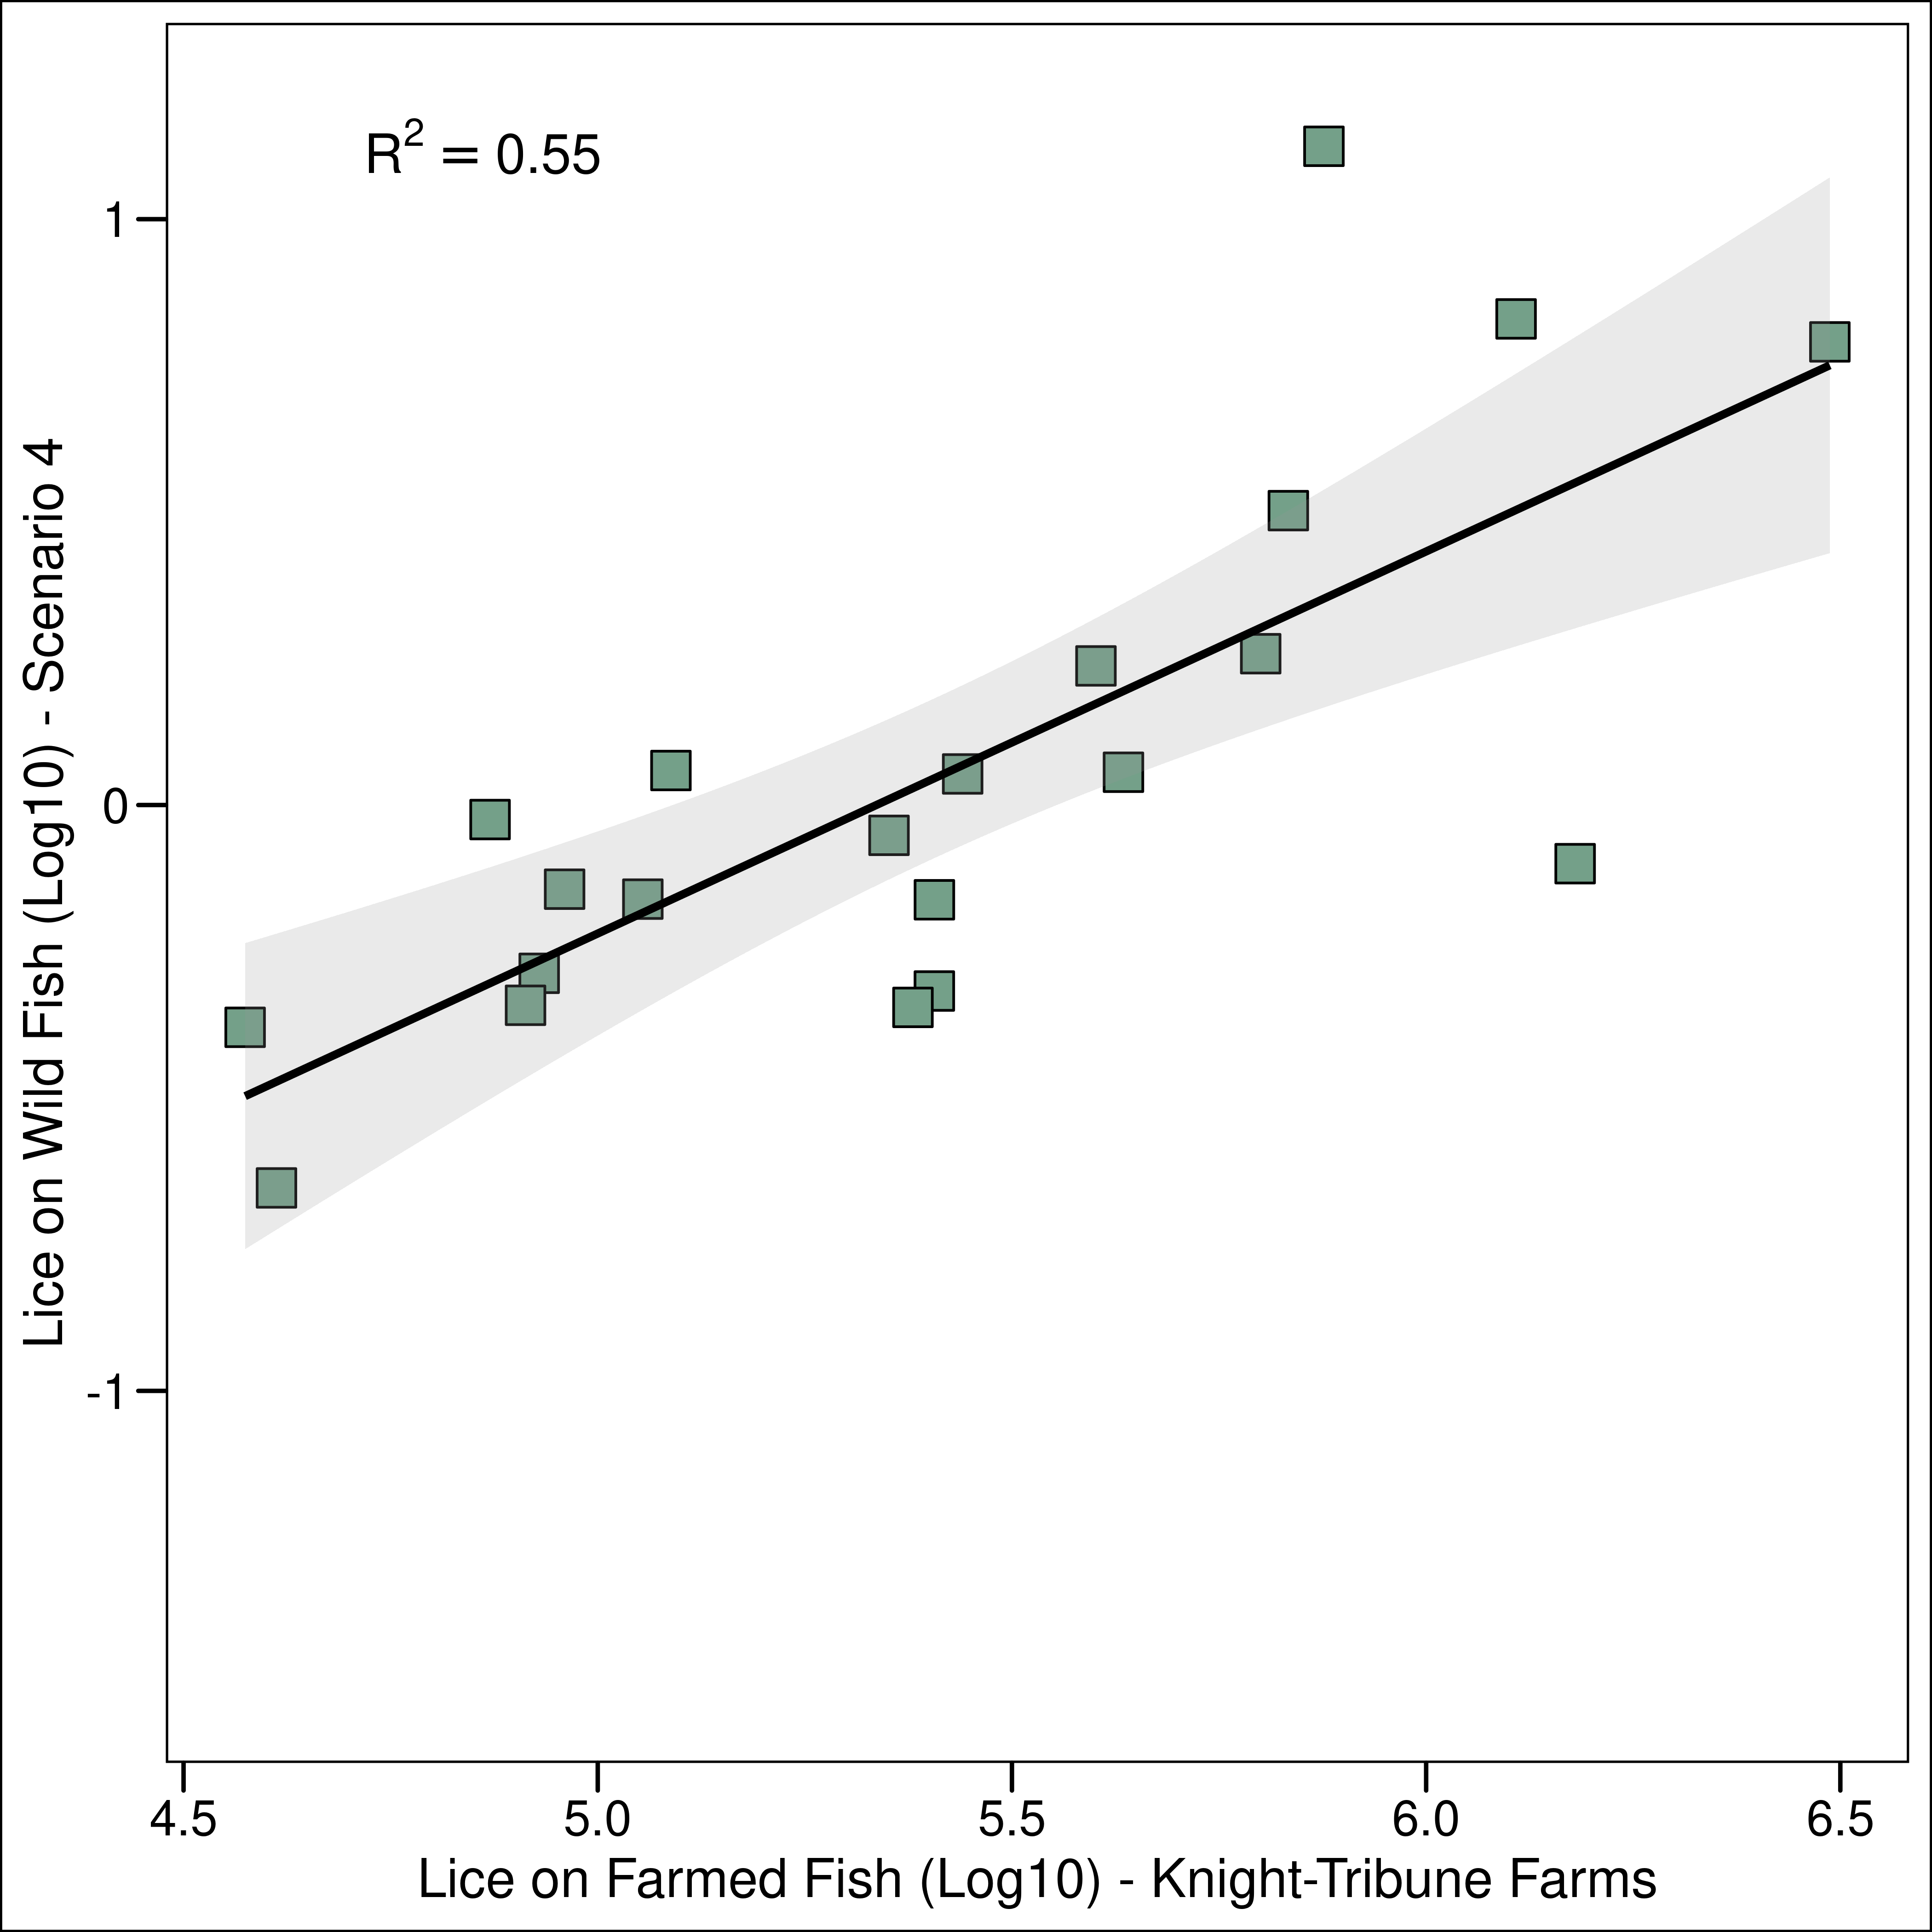 R² = 0.55
1
0
-1
Lice on Wild Fish (Log10) - Scenario 4
4.5 5.0 5.5 6.0 6.5
Lice on Farmed Fish (Log10) - Knight-Tribune Farms